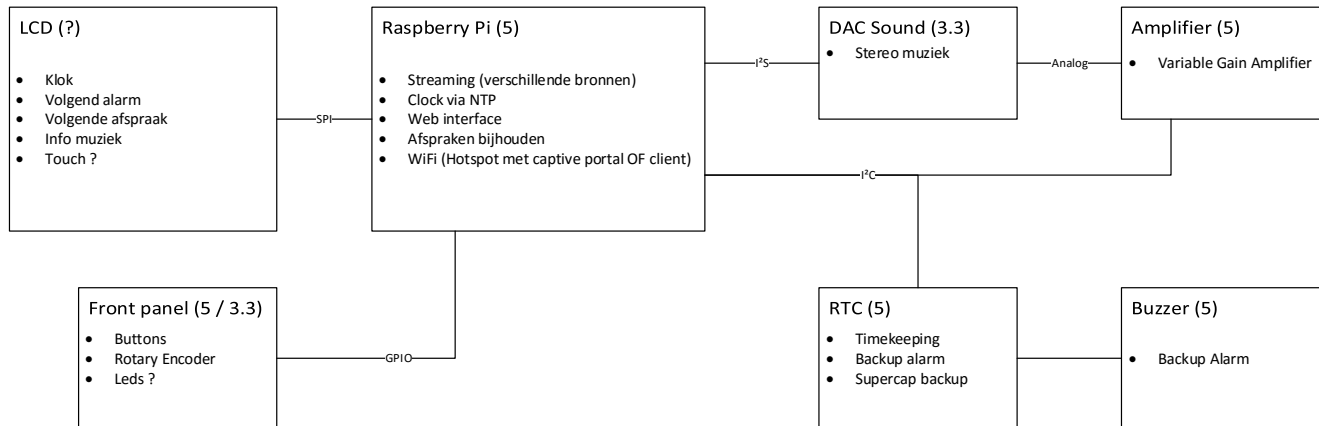 LCD (?)
• Klok
• Volgend alarm
• Volgende afspraak
• Info muziek
• Touch ?
SPI
Raspberry Pi (5)
• Streaming (verschillende bronnen)
• Clock via NTP
• Web interface
• Afspraken bijhouden
• WiFi (Hotspot met captive portal OF client)
I²S
DAC Sound (3.3)
• Stereo muziek
Analog
Amplifier (5)
• Variable Gain Amplifier
I²C
Front panel (5 / 3.3)
• Buttons
• Rotary Encoder
• Leds ?
GPIO
RTC (5)
• Timekeeping
• Backup alarm
• Supercap backup
Buzzer (5)
• Backup Alarm